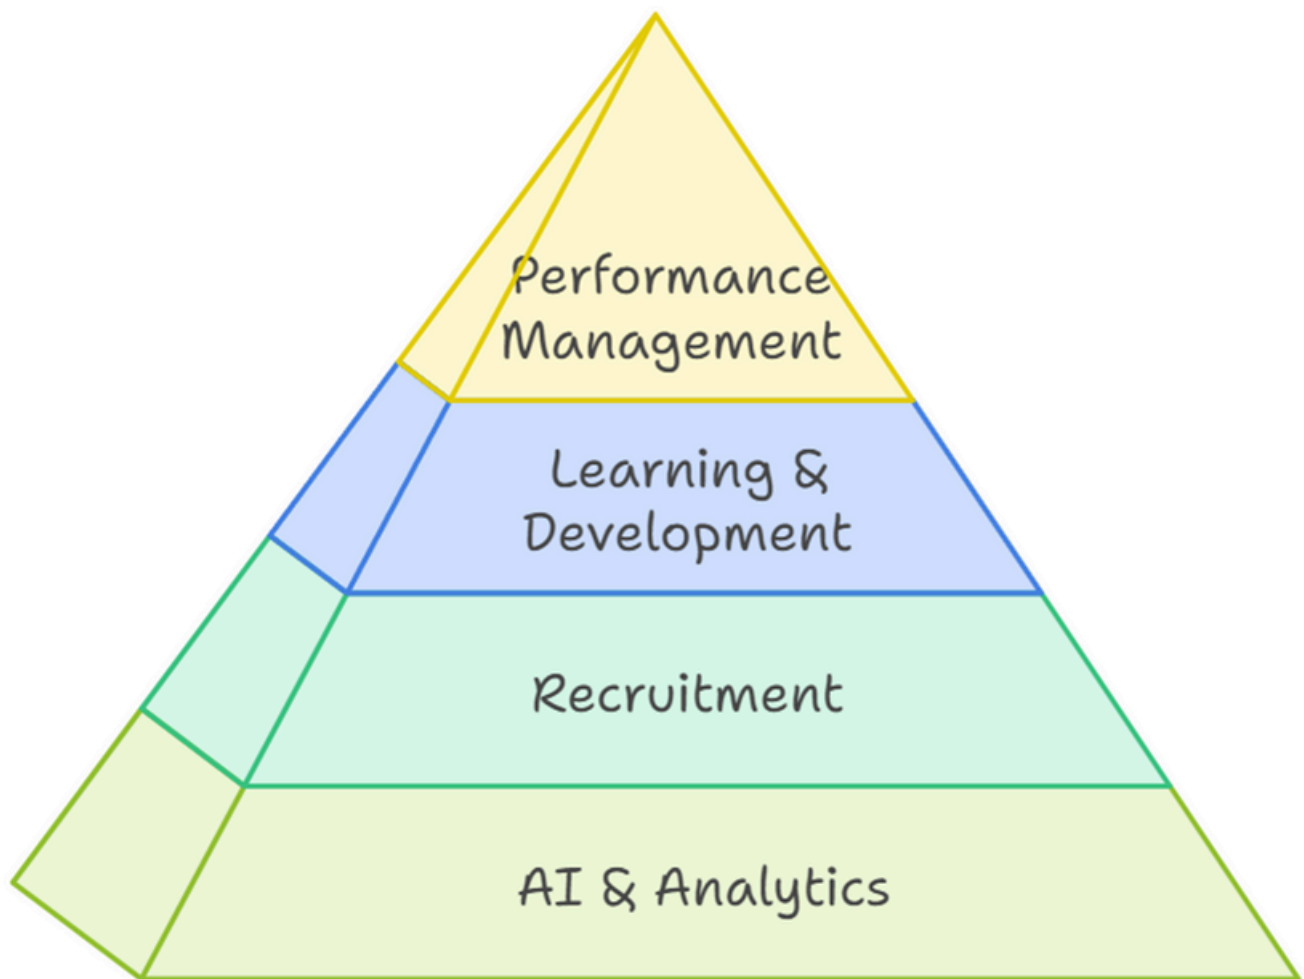 Performance
Management
Learning &
Development
Recruitment
AI & Analytics